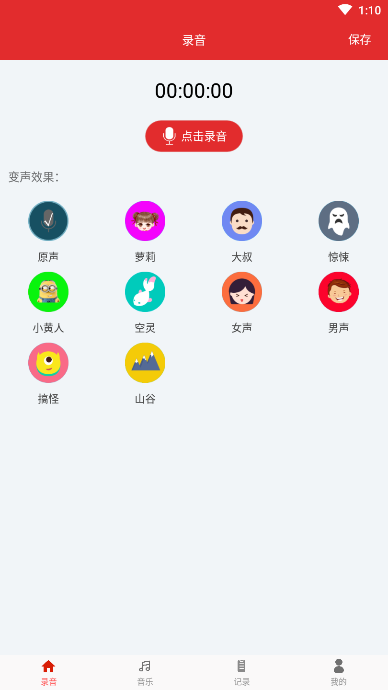 1:10
录音
保存
00:00:00
点击录音
变声效果：
原声
萝莉
大叔
惊悚
小黄人
空灵
女声
男声
搞怪
山谷
录音
音乐
记录
我的